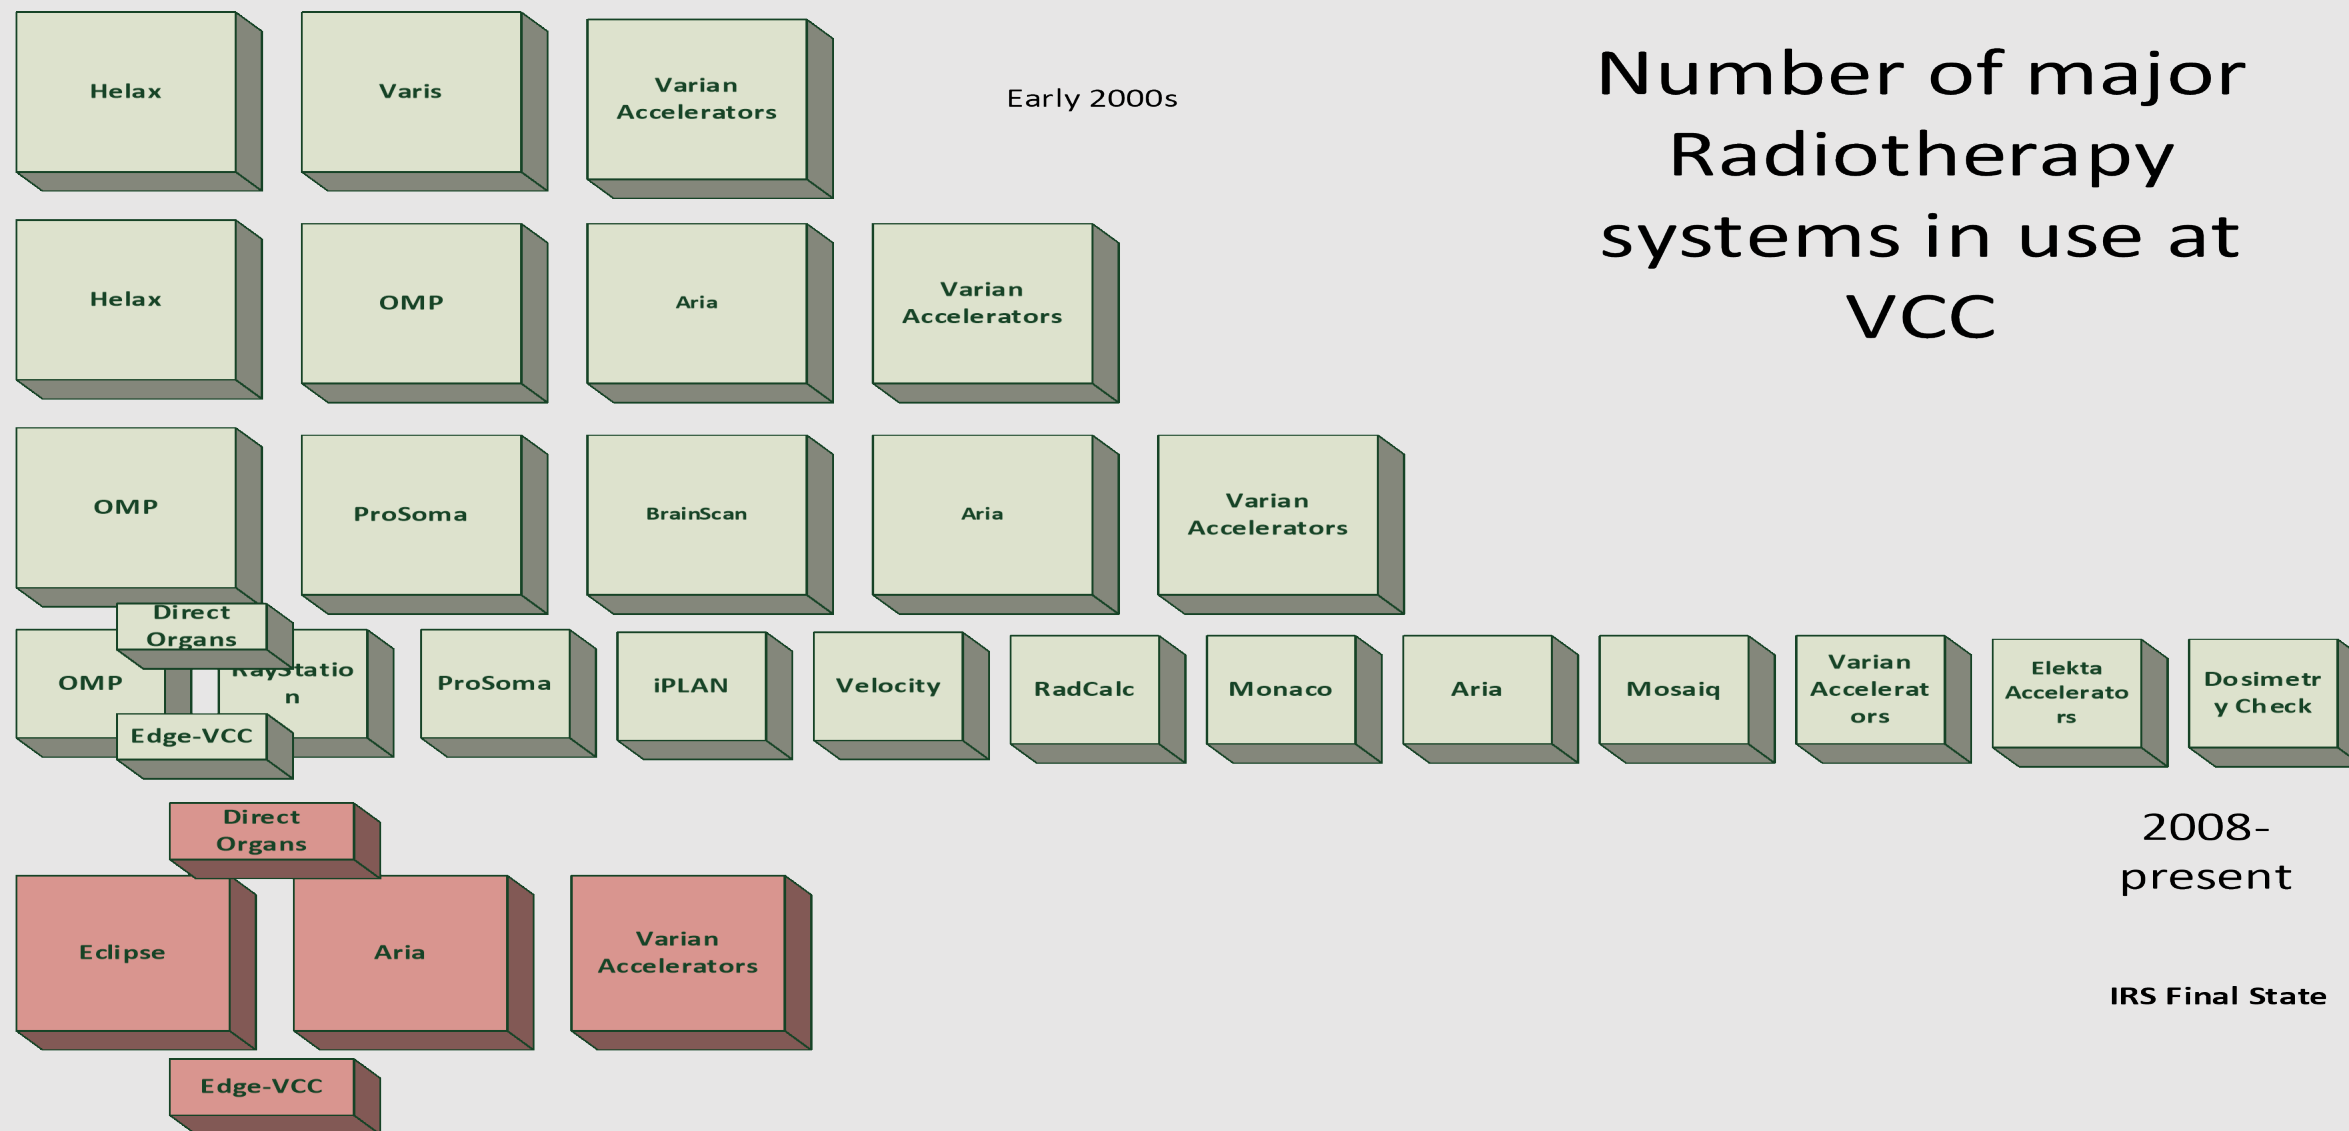 Number of major
Radiotherapy
systems in use at
VCC
Helax
Varis
Varian
Accelerators
Early 2000s
Helax
OMP
Aria
Varian
Accelerators
OMP
ProSoma
BrainScan
Aria
Varian
Accelerators
Direct
Organs
OMP
RayStatio
n
Edge-VCC
ProSoma
iPLAN
Velocity
RadCalc
Monaco
Aria
Mosaiq
Varian
Accelerat
ors
Elekta
Accelerato
rs
Dosimetr
y Check
2008-
present
Direct
Organs
Eclipse
Aria
Varian
Accelerators
Edge-VCC
IRS Final State